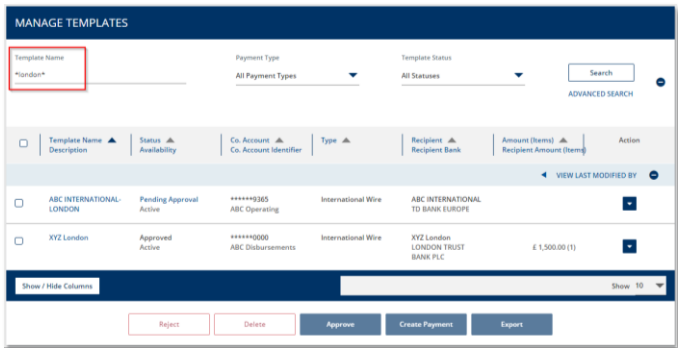 MANAGE TEMPLATES
Template Name
Payment Type
Template Status
*london*
All Payment Types
All Statuses
Search
ADVANCED SEARCH
Template Name
Description
Status
Availability
Co. Account
Co. Account Identifier
Type
Recipient
Recipient Bank
Amount (Items)
Recipient Amount (Items)
Action
VIEW LAST MODIFIED BY
ABC INTERNATIONAL-
LONDON
Pending Approval
Active
******9365
ABC Operating
International Wire
ABC INTERNATIONAL
TD BANK EUROPE
XYZ London
Approved
Active
******0000
ABC Disbursements
International Wire
XYZ London
LONDON TRUST
BANK PLC
£ 1,500.00 (1)
Show / Hide Columns
Show 10
Reject
Delete
Approve
Create Payment
Export